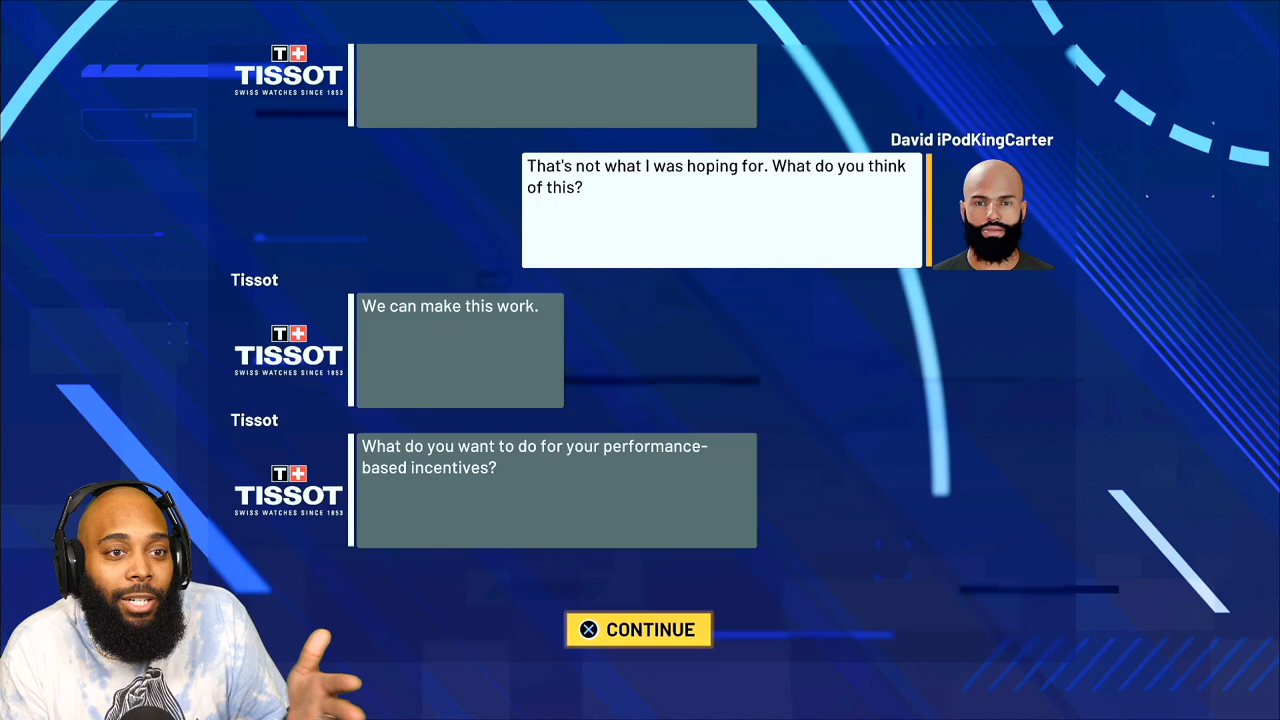 T+
TISSOT
SWISS WATCHES SINCE 1853
David iPodKingCarter
That's not what I was hoping for. What do you think
of this?
Tissot
We can make this work.
T+
TISSOT
SWISS WATCHES SINCE 1853
Tissot
What do you want to do for your performance-
based incentives?
T+
TISSOT
SWISS WATCHES SINCE 1853
CONTINUE